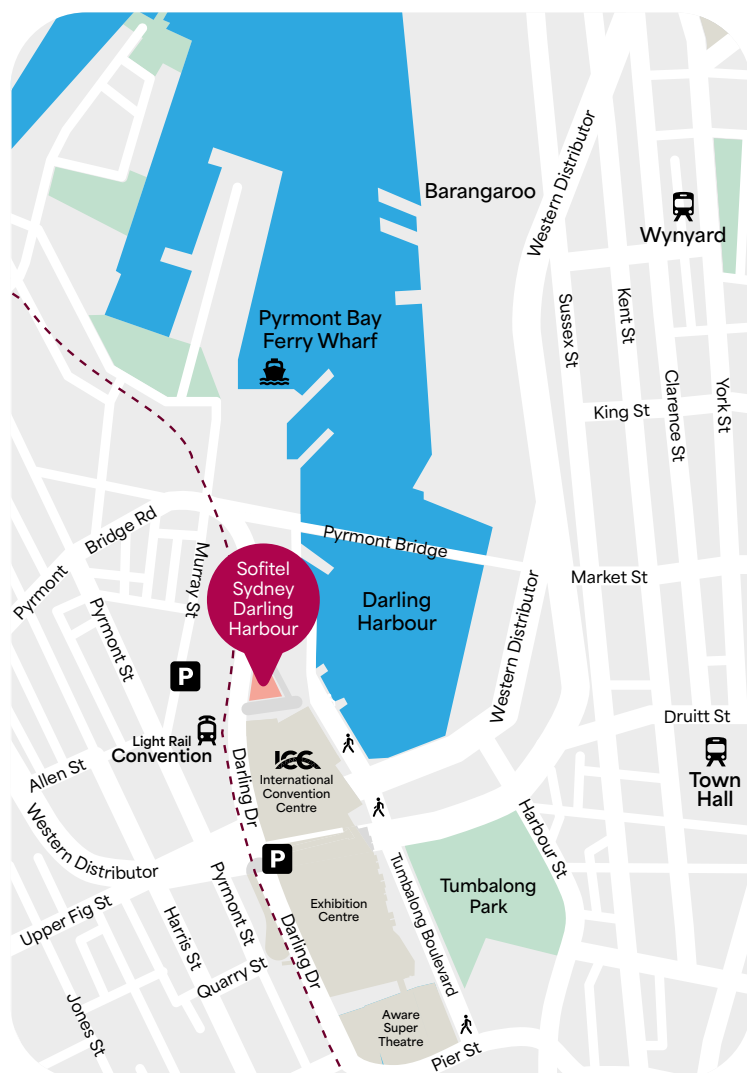 Barangaroo
Western Distributor
Wynyard
Pyrmont Bay
Ferry Wharf
Sussex St
Kent St
Clarence St
York St
King St
Pyrmont
Bridge Rd
Pyrmont Bridge
Murray St
Sofitel
Sydney
Darling
Harbour
Darling
Harbour
Market St
Western Distributor
Pyrmont St
P
Light Rail
Convention
Druitt St
Town
Hall
Allen St
Darling Dr
ICC
International
Convention
Centre
Harbour St
Western Distributor
P
Pyrmont St
Tumbalong Boulevard
Tumbalong
Park
Exhibition
Centre
Upper Fig St
Harris St
Quarry St
Darling Dr
Jones St
Aware
Super
Theatre
Pier St